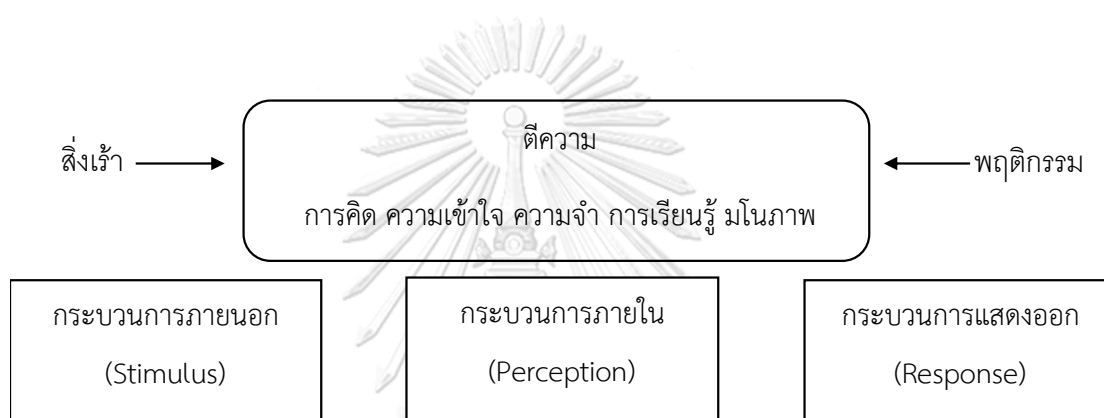 ตีความ
สิ่งเร้า
พฤติกรรม
การคิด ความเข้าใจ ความจำ การเรียนรู้ มโนภาพ
กระบวนการภายนอก
(Stimulus)
กระบวนการภายใน
(Perception)
กระบวนการแสดงออก
(Response)